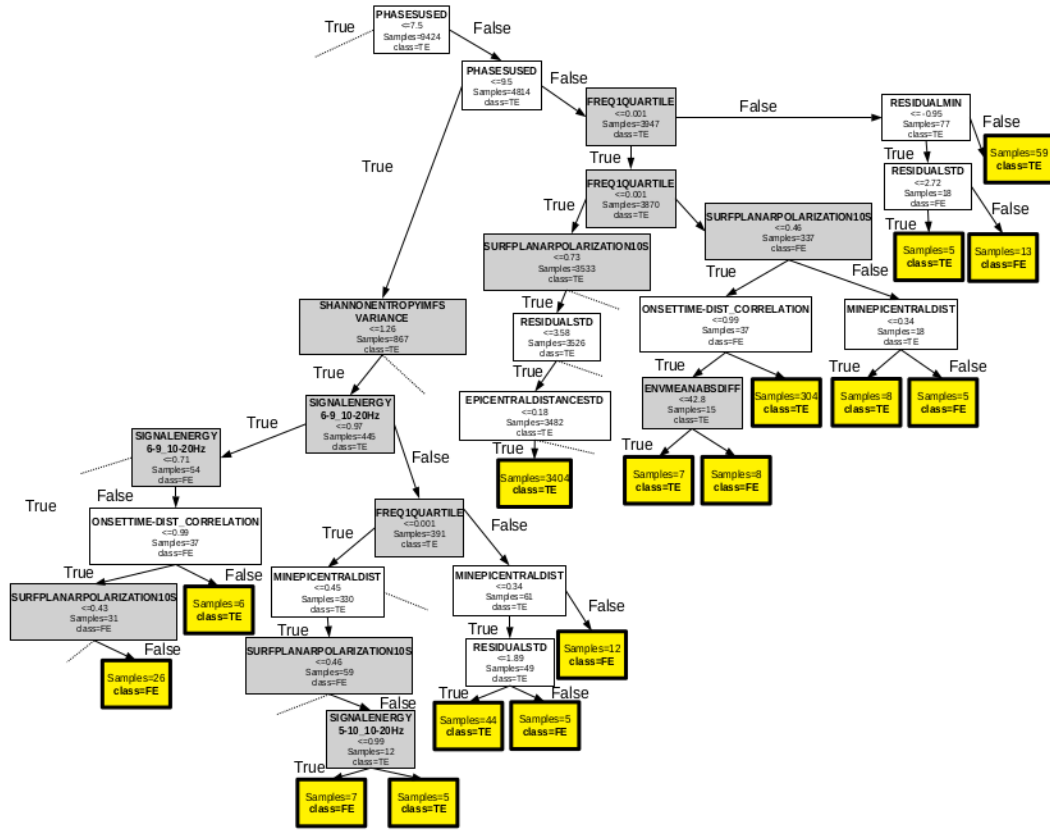 PHASESUSED
<=7.5
Samples=9424
class=TE
True
False
PHASESUSED
<=9.5
Samples=4814
class=TE
True
False
FREQ1QUARTILE
<=0.001
Samples=3947
class=TE
True
False
RESIDUALMIN
<=-0.95
Samples=77
class=TE
True
False
Samples=59
class=TE
RESIDUALSTD
<=2.72
Samples=18
class=FE
True
False
Samples=5
class=TE
Samples=13
class=FE
FREQ1QUARTILE
<=0.001
Samples=3870
class=TE
True
SURFPLANARPOLARIZATION10S
<=0.46
Samples=337
class=FE
True
False
SURFPLANARPOLARIZATION10S
<=0.73
Samples=3533
class=TE
True
RESIDUALSTD
<=3.58
Samples=3526
class=TE
True
EPICENTRALDISTANCESTD
<=0.18
Samples=3482
class=TE
True
Samples=3404
class=TE
ONSETTIME-DIST_CORRELATION
<=0.99
Samples=37
class=FE
True
False
Samples=304
class=TE
ENVMEANABSDIFF
<=42.8
Samples=15
class=TE
True
False
Samples=7
class=TE
Samples=8
class=FE
MINEPICENTRALDIST
<=0.34
Samples=18
class=TE
True
False
Samples=8
class=TE
Samples=5
class=FE
SHANNONENTROPYIMFS
VARIANCE
<=1.26
Samples=867
class=TE
True
SIGNALENERGY
6-9_10-20Hz
<=0.97
Samples=445
class=TE
True
False
SIGNALENERGY
6-9_10-20Hz
<=0.71
Samples=54
class=FE
True
False
ONSETTIME-DIST_CORRELATION
<=0.99
Samples=37
class=FE
True
False
Samples=6
class=TE
SURFPLANARPOLARIZATION10S
<=0.43
Samples=31
class=FE
False
Samples=26
class=FE
FREQ1QUARTILE
<=0.001
Samples=391
class=TE
True
False
MINEPICENTRALDIST
<=0.45
Samples=330
class=TE
True
SURFPLANARPOLARIZATION10S
<=0.46
Samples=59
class=FE
False
SIGNALENERGY
5-10_10-20Hz
<=0.99
Samples=12
class=TE
True
False
Samples=7
class=FE
Samples=5
class=TE
MINEPICENTRALDIST
<=0.34
Samples=61
class=TE
True
False
Samples=12
class=FE
RESIDUALSTD
<=1.89
Samples=49
class=TE
True
False
Samples=44
class=TE
Samples=5
class=FE